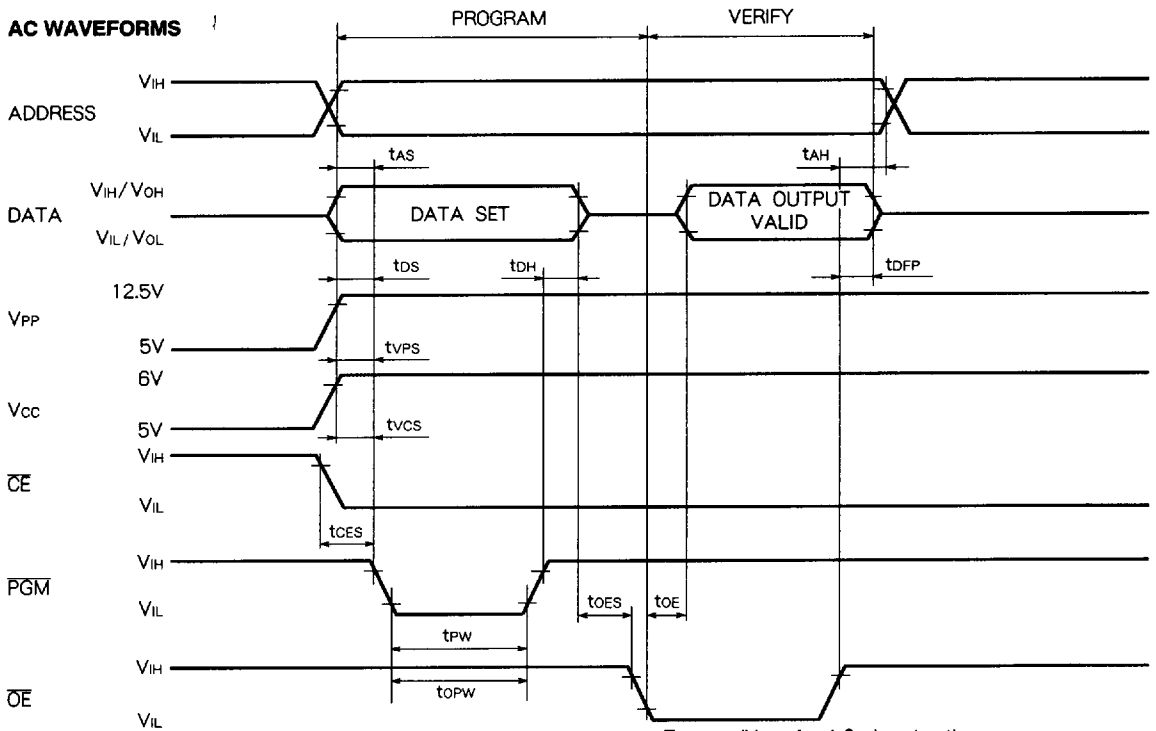 AC WAVEFORMS
PROGRAM
VERIFY
ADDRESS
VIH
VIL
tAS
tAH
DATA
VIH/VOH
VIL/VOL
DATA SET
DATA OUTPUT
VALID
tDS
tDH
tDFP
VPP
12.5V
5V
tVPS
VCC
6V
5V
tVCS
CE
VIH
VIL
tCES
PGM
VIH
VIL
tOES
tOE
tPW
tOPW
OE
VIH
VIL